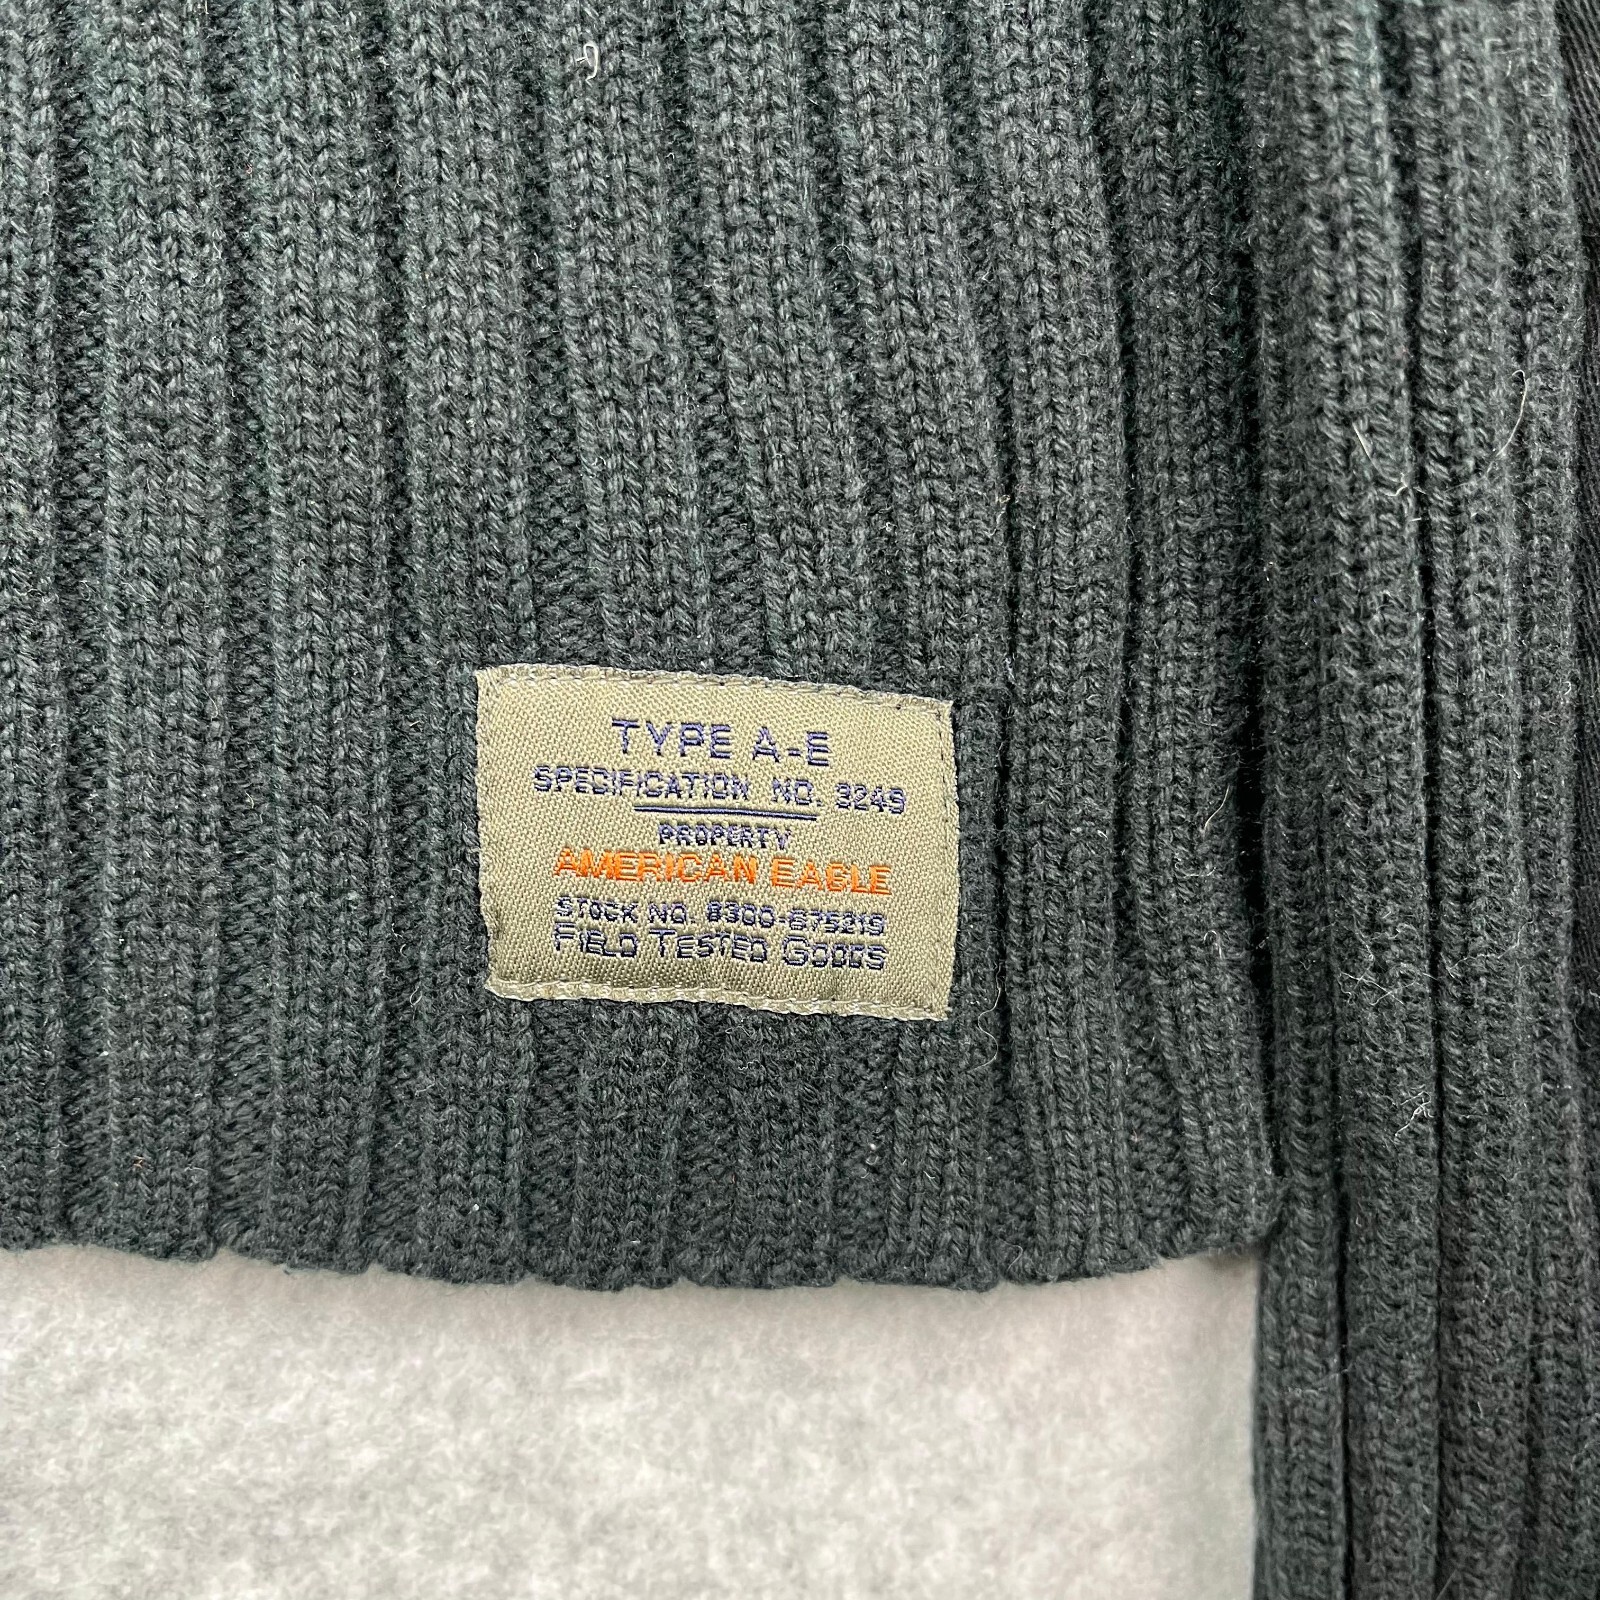 TYPE A-E
SPECIFICATION NO. 3249
PROPERTY
AMERICAN EAGLE
STOCK NO. 8300-675219
FIELD TESTED GOODS